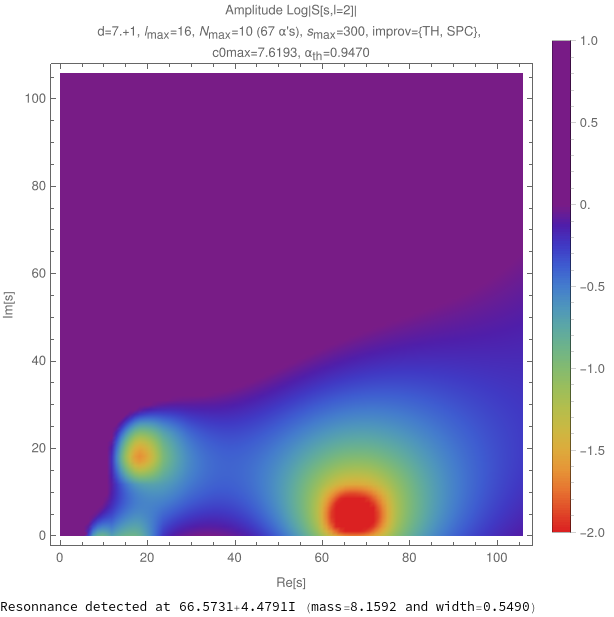 Amplitude Log|S[s,l=2]|
d=7.+1, lmax=16, Nmax=10 (67 α's), smax=300, improv={TH, SPC},
c0max=7.6193, αth=0.9470
100
80
60
40
20
0
Im[s]
0 20 40 60 80 100
Re[s]
1.0
0.5
0.
−0.5
−1.0
−1.5
−2.0
Resonnance detected at 66.5731+4.4791I (mass=8.1592 and width=0.5490)